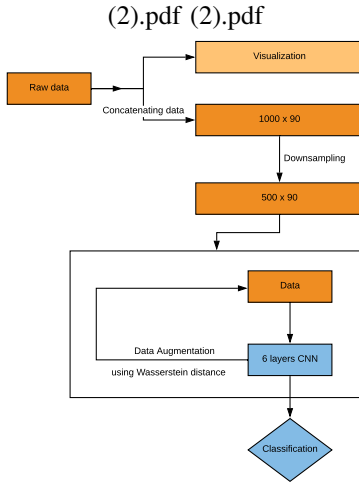 (2).pdf (2).pdf
Visualization
Raw data
Concatenating data
1000 x 90
Downsampling
500 x 90
Data
Data Augmentation
6 layers CNN
using Wasserstein distance
Classification